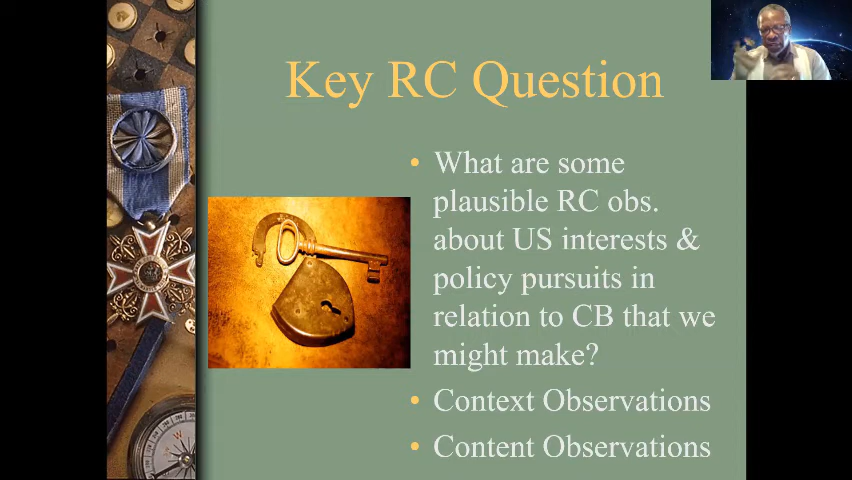 Key RC Question
• What are some
plausible RC obs.
about US interests &
policy pursuits in
relation to CB that we
might make?
• Context Observations
• Content Observations